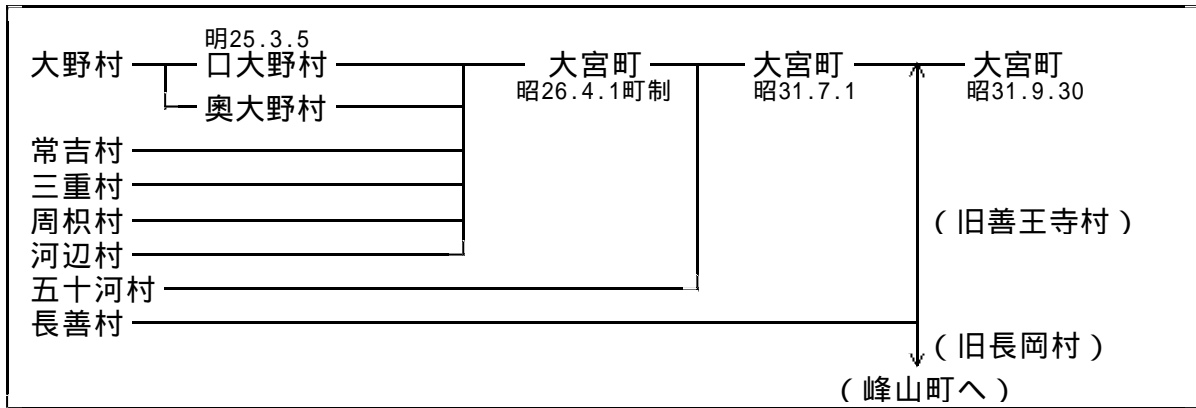 明25.3.5
大野村 口大野村 大宮町 大宮町 大宮町
昭26.4.1町制 昭31.7.1 昭31.9.30
奥大野村
常吉村
三重村
周枳村
(旧善王寺村)
河辺村
五十河村
長善村
(旧長岡村)
(峰山町へ)